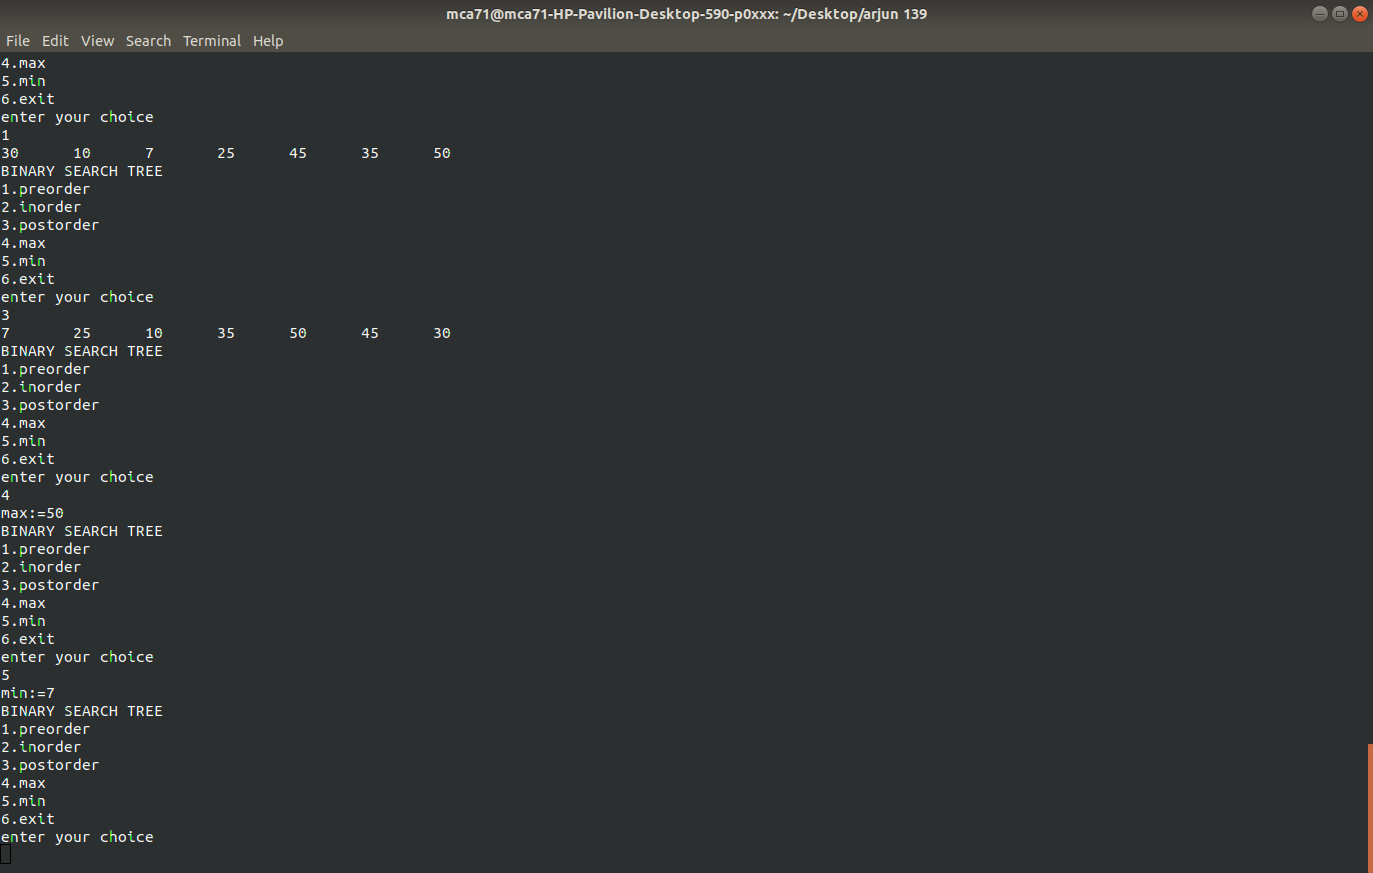 mca71@mca71-HP-Pavilion-Desktop-590-p0xxx: ~/Desktop/arjun 139
File Edit View Search Terminal Help
4.max
5.min
6.exit
enter your choice
1
30 10 7 25 45 35 50
BINARY SEARCH TREE
1.preorder
2.inorder
3.postorder
4.max
5.min
6.exit
enter your choice
3
7 25 10 35 50 45 30
BINARY SEARCH TREE
1.preorder
2.inorder
3.postorder
4.max
5.min
6.exit
enter your choice
4
max:=50
BINARY SEARCH TREE
1.preorder
2.inorder
3.postorder
4.max
5.min
6.exit
enter your choice
5
min:=7
BINARY SEARCH TREE
1.preorder
2.inorder
3.postorder
4.max
5.min
6.exit
enter your choice